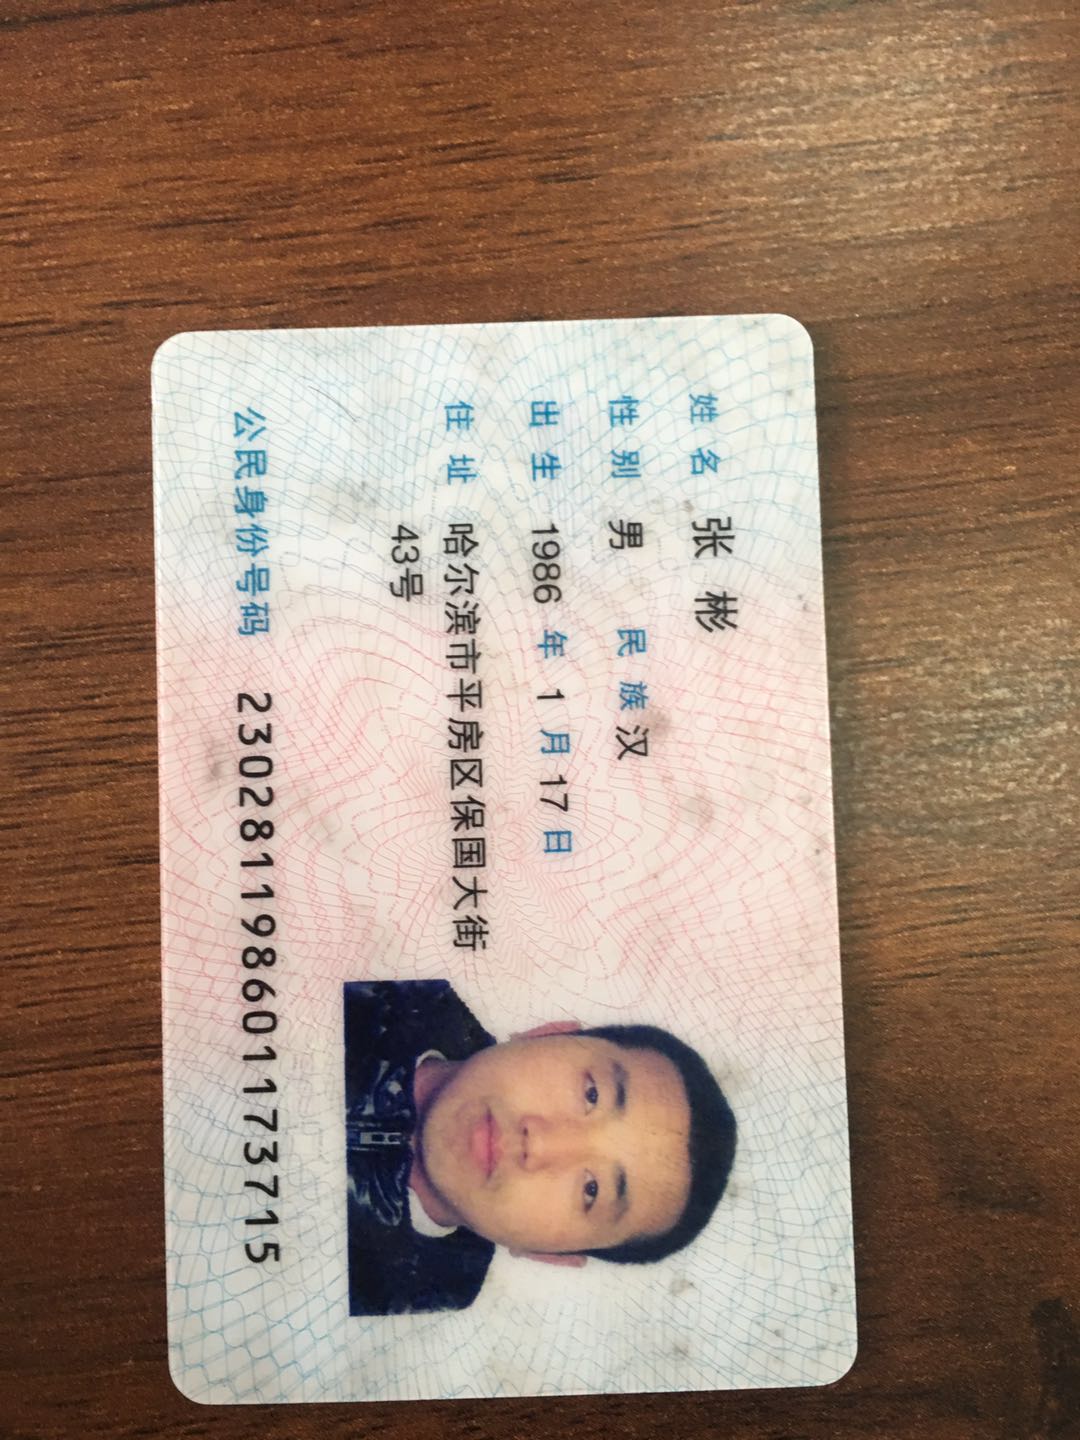 姓名 张彬
性别 男 民族 汉
出生 1986 年 1 月 17 日
住址 哈尔滨市平房区保国大街
43号
公民身份号码 230281198601173715